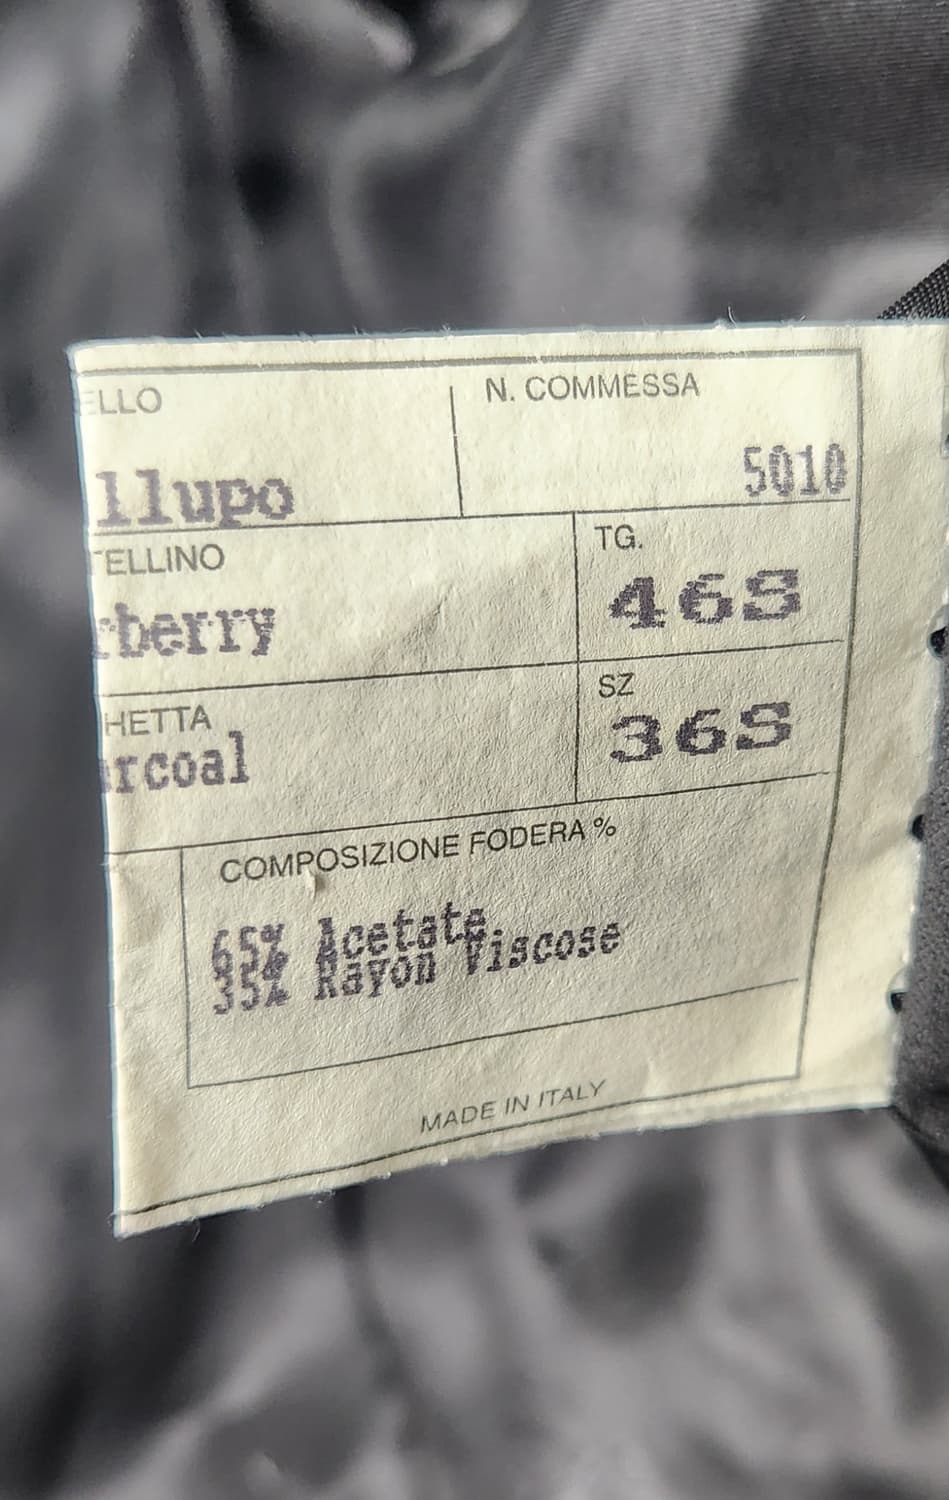 ELLO
N. COMMESSA
llupo
5010
TELLINO
TG.
rberry
46S
HETTA
SZ
rcoal
36S
COMPOSIZIONE FODERA %
65% Acetate
35% Rayon Viscose
MADE IN ITALY